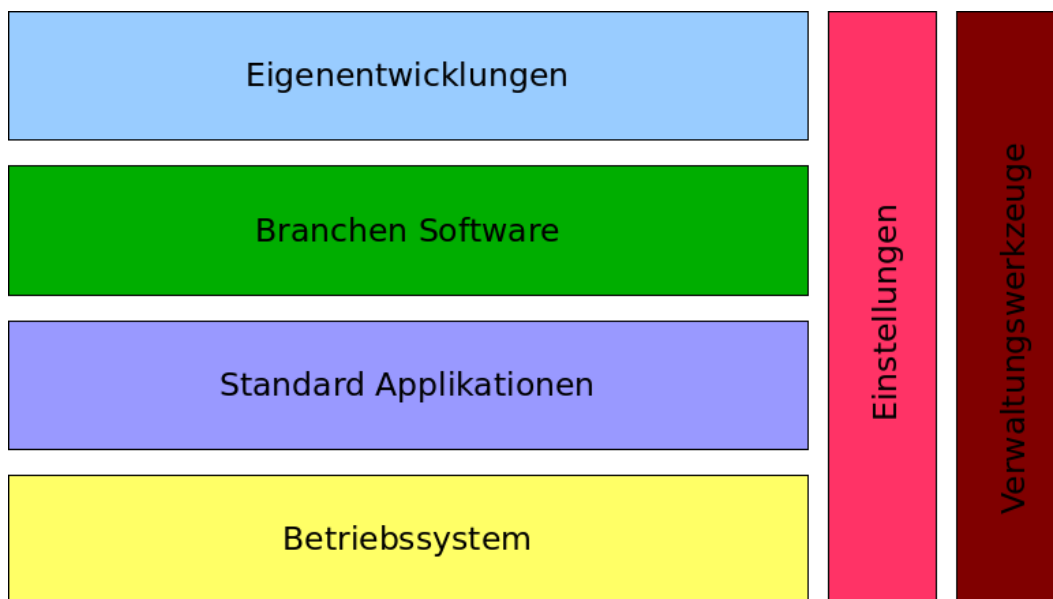 Eigenentwicklungen
Branchen Software
Standard Applikationen
Betriebssystem
Einstellungen
Verwaltungswerkzeuge